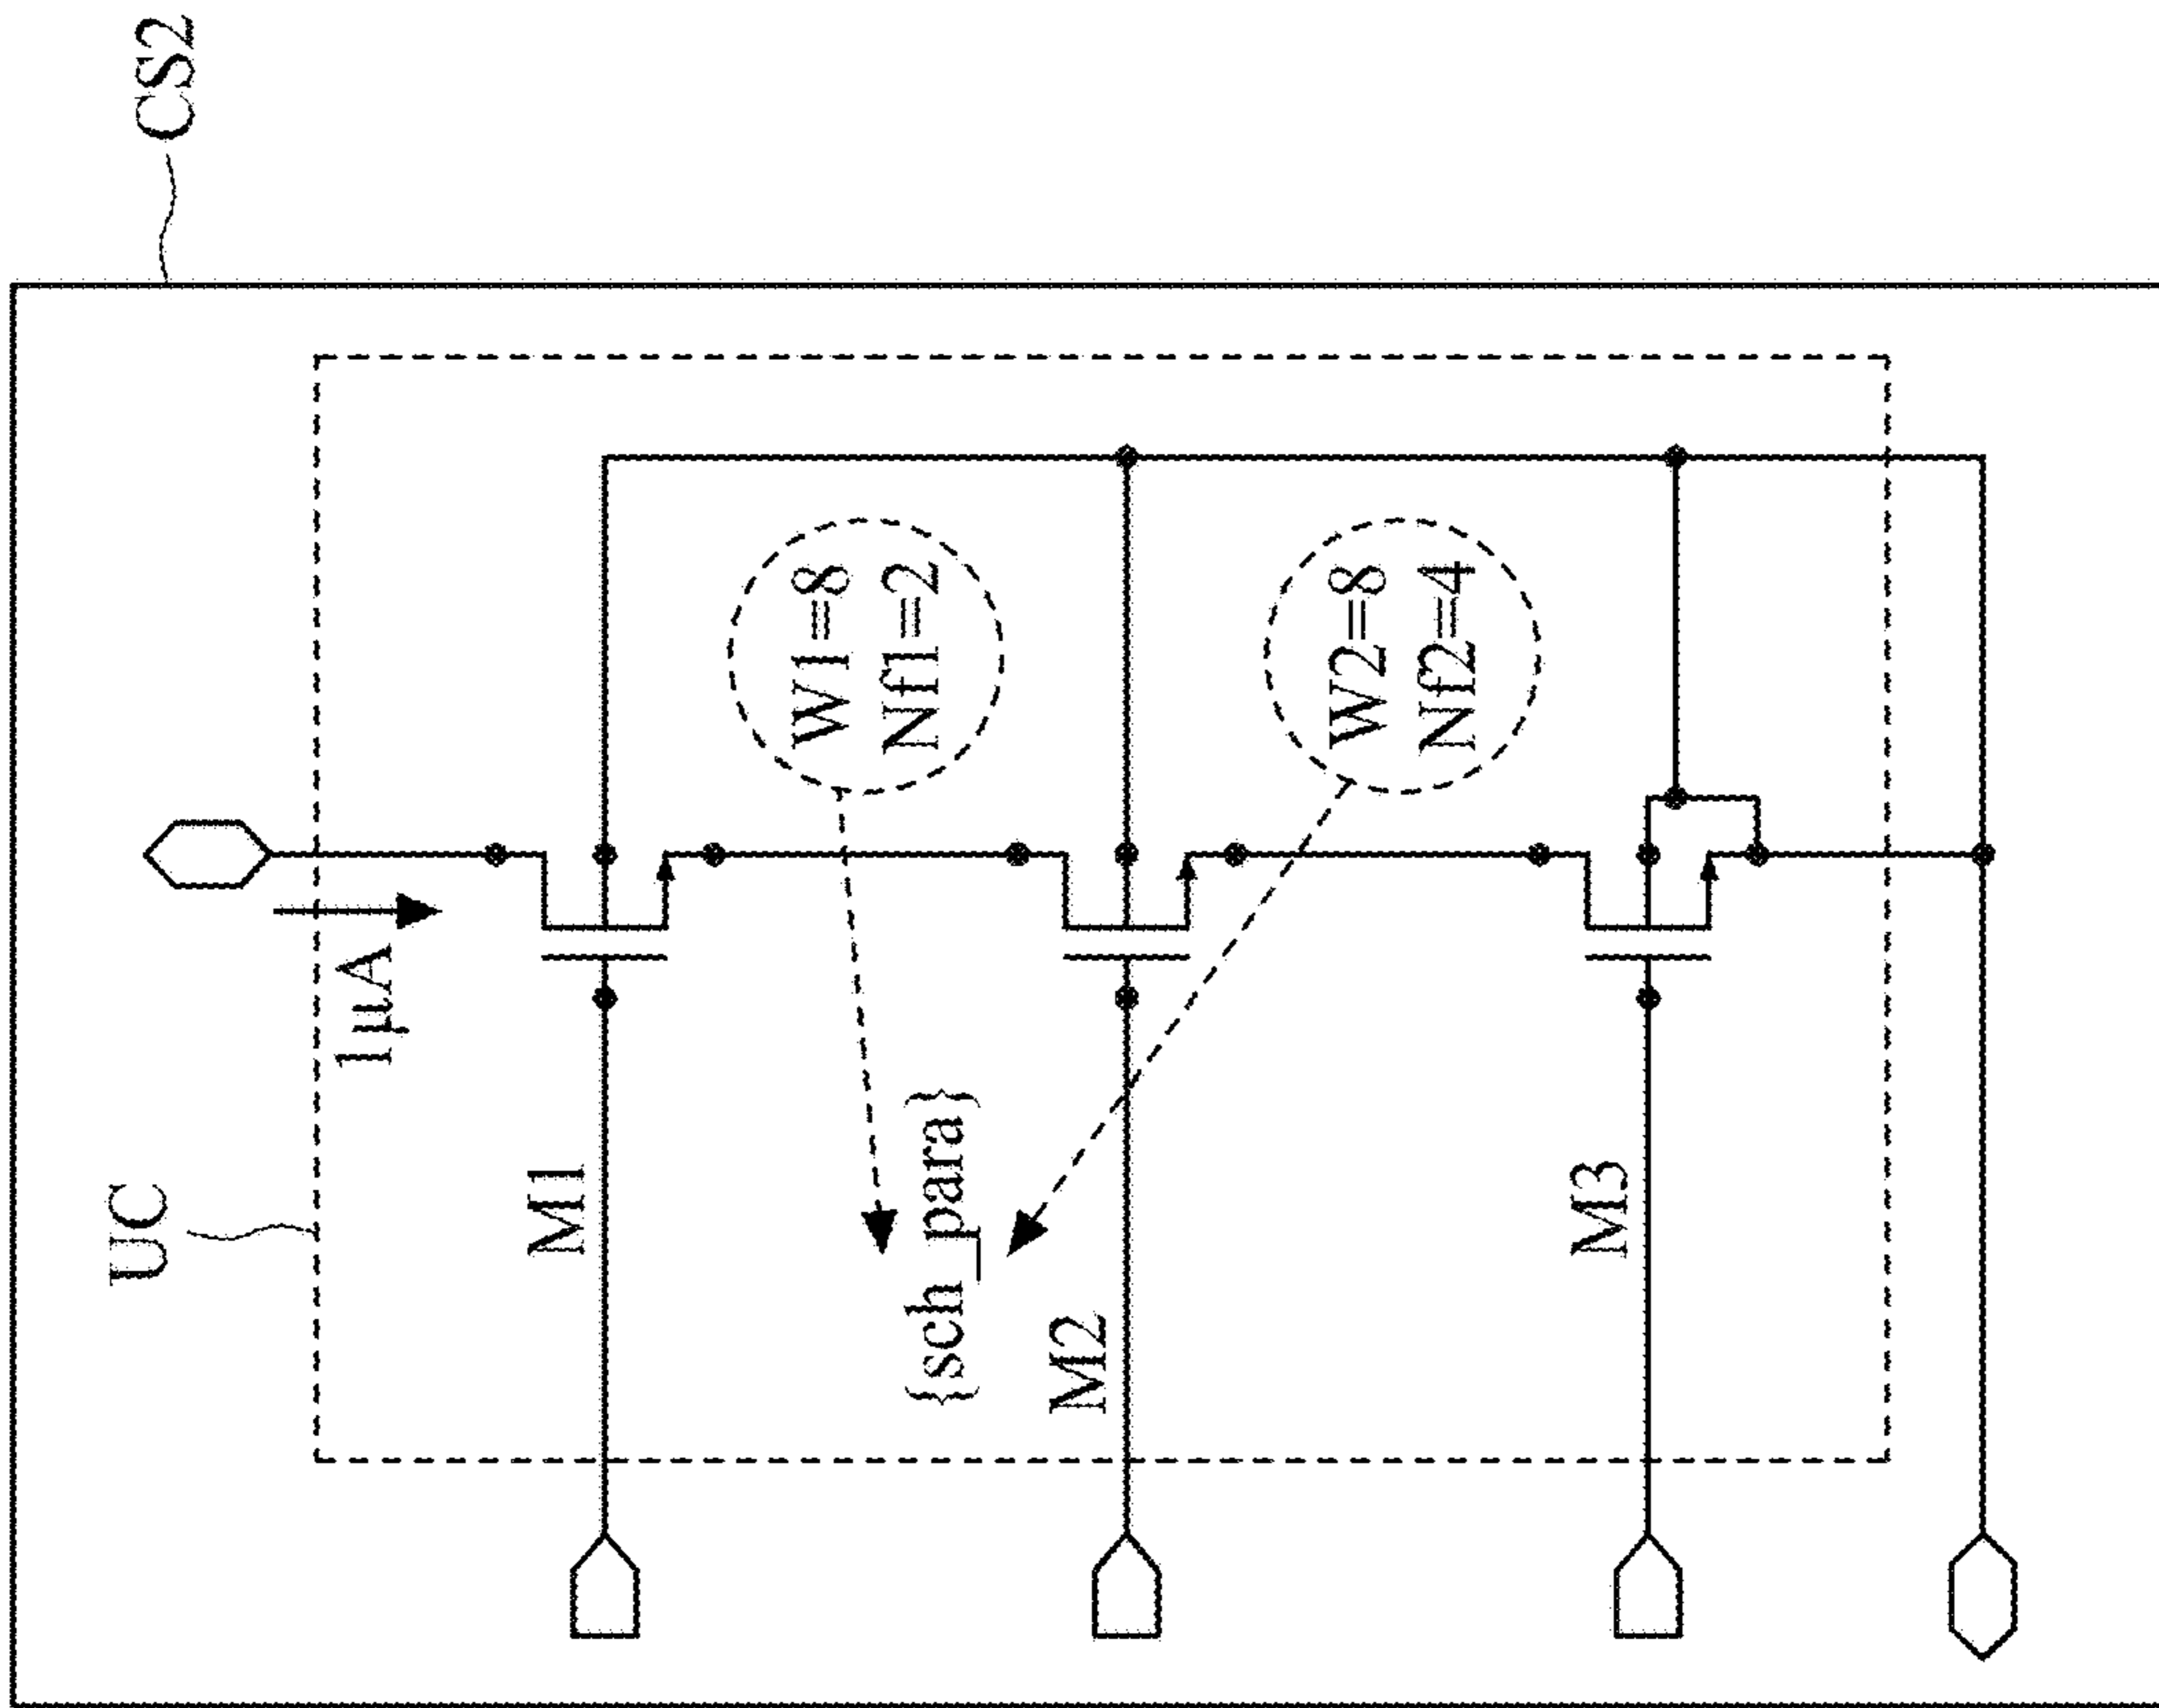 CS2
UC
1μA
M1
W1=8
Nf1=2
{sch_para}
M2
W2=8
Nf2=4
M3